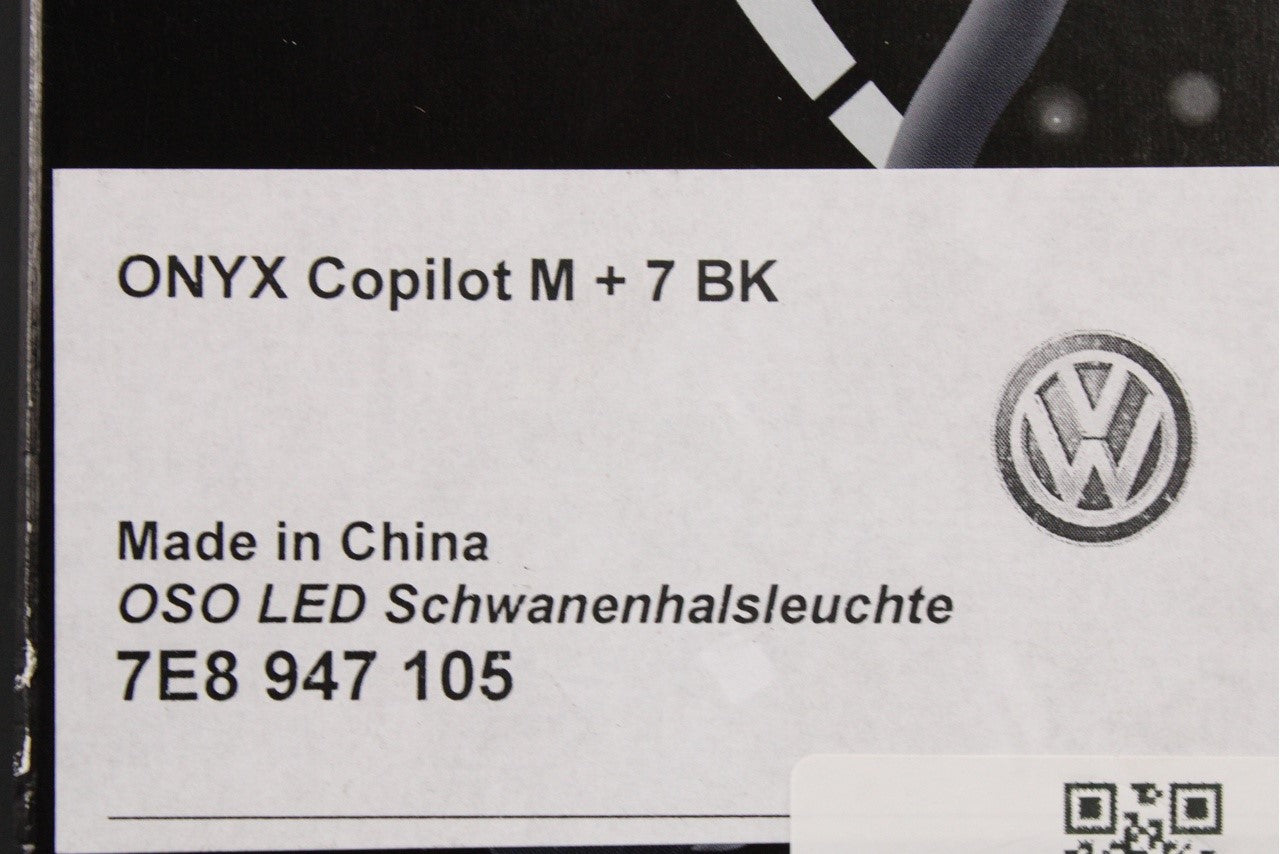 ONYX Copilot M + 7 BK
Made in China
OSO LED Schwanenhalsleuchte
7E8 947 105